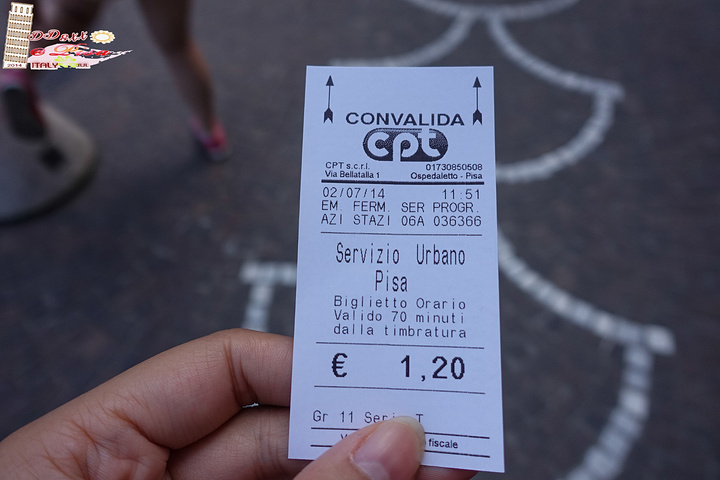 2014
ITALY
CONVALIDA
cpt
CPT s.c.r.l. 01730850508
Via Bellatalla 1 Ospedaletto - Pisa
02/07/14 11:51
EM. FERM. SER PROGR.
AZI STAZI 06A 036366
Servizio Urbano
Pisa
Biglietto Orario
Valido 70 minuti
dalla timbratura
€ 1,20
Gr 11 Serie T
fiscale